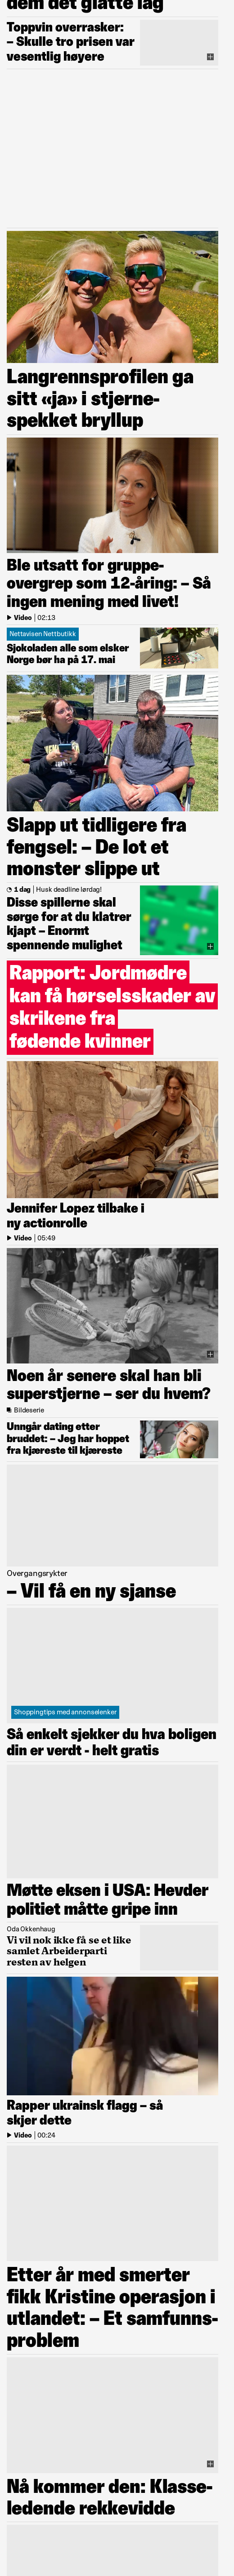 dem det glatte lag
Toppvin overrasker:
– Skulle tro prisen var
vesentlig høyere
Langrennsprofilen ga
sitt «ja» i stjerne-
spekket bryllup
Ble utsatt for gruppe-
overgrep som 12-åring: – Så
ingen mening med livet!
Video | 02:13
Nettavisen Nettbutikk
Sjokoladen alle som elsker
Norge bør ha på 17. mai
Slapp ut tidligere fra
fengsel: – De lot et
monster slippe ut
1 dag | Husk deadline lørdag!
Disse spillerne skal
sørge for at du klatrer
kjapt – Enormt
spennende mulighet
Rapport: Jordmødre
kan få hørselsskader av
skrikene fra
fødende kvinner
Jennifer Lopez tilbake i
ny actionrolle
Video | 05:49
Noen år senere skal han bli
superstjerne – ser du hvem?
Bildeserie
Unngår dating etter
bruddet: – Jeg har hoppet
fra kjæreste til kjæreste
Overgangsrykter
– Vil få en ny sjanse
Shoppingtips med annonselenker
Så enkelt sjekker du hva boligen
din er verdt - helt gratis
Møtte eksen i USA: Hevder
politiet måtte gripe inn
Oda Okkenhaug
Vi vil nok ikke få se et like
samlet Arbeiderparti
resten av helgen
Rapper ukrainsk flagg – så
skjer dette
Video | 00:24
Etter år med smerter
fikk Kristine operasjon i
utlandet: – Et samfunns-
problem
Nå kommer den: Klasse-
ledende rekkevidde